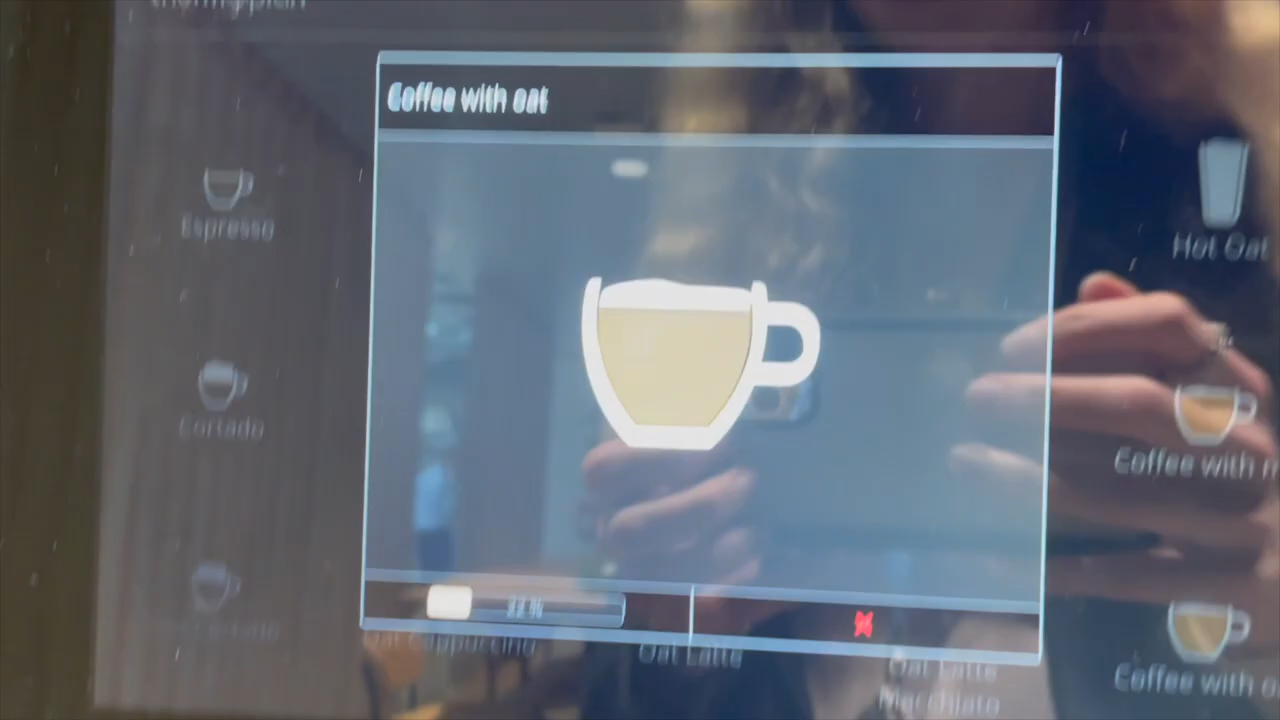 Coffee with oat
Espresso
Hot Oat
Cortado
Coffee with
Oat Cappuccino
Oat Latte
Oat Latte
Macchiato
Coffee with o